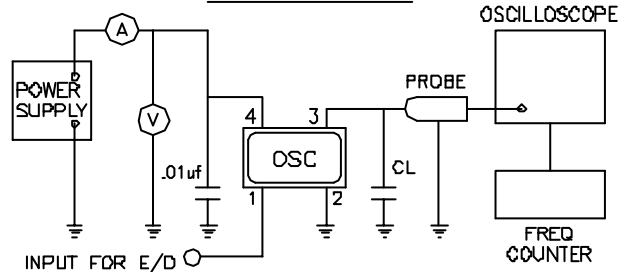 OSCILLOSCOPE
A
POWER
SUPPLY
V
PROBE
4
3
OSC
.01uf
CL
1
2
INPUT FOR E/D
FREQ
COUNTER